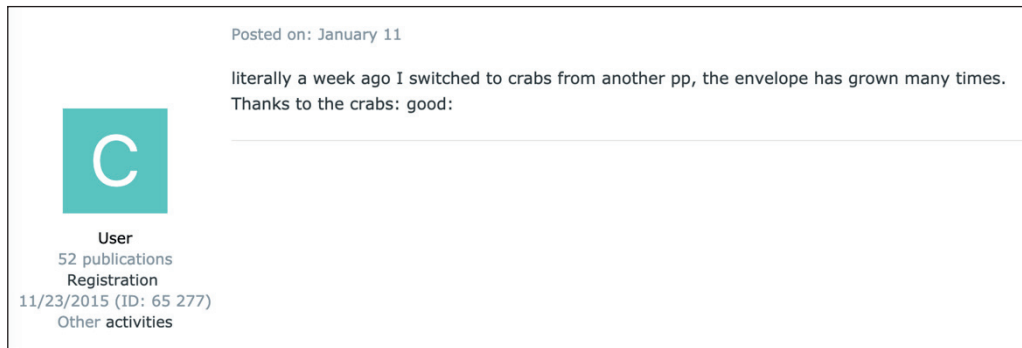 Posted on: January 11
literally a week ago I switched to crabs from another pp, the envelope has grown many times.
Thanks to the crabs: good:
C
User
52 publications
Registration
11/23/2015 (ID: 65 277)
Other activities